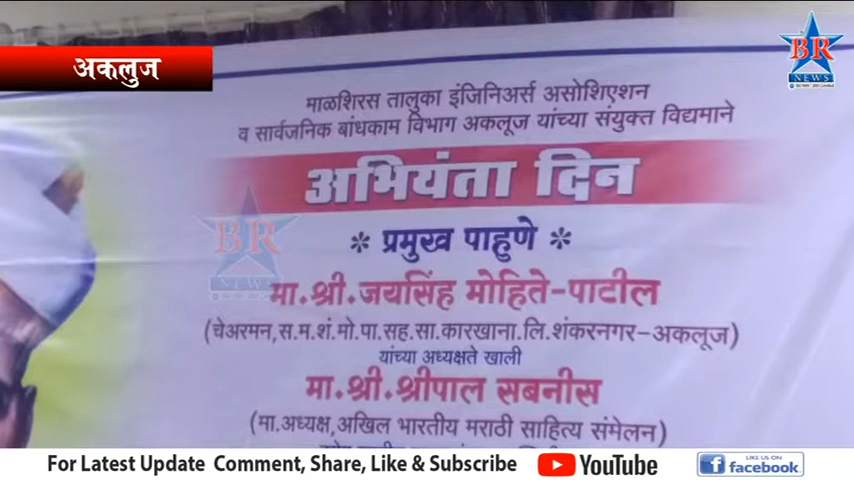 अकलुज
BR
NEWS
माळशिरस तालुका इंजिनिअर्स असोशिएशन
व सार्वजनिक बांधकाम विभाग अकलूज यांच्या संयुक्त विद्यमाने
अभियंता दिन
* प्रमुख पाहुणे *
BR
NEWS
मा.श्री.जयसिंह मोहिते-पाटील
(चेअरमन,स.म.शं.मो.पा.सह.सा.कारखाना.लि.शंकरनगर-अकलूज)
यांच्या अध्यक्षते खाली
मा.श्री.श्रीपाल सबनीस
(मा.अध्यक्ष,अखिल भारतीय मराठी साहित्य संमेलन)
For Latest Update Comment, Share, Like & Subscribe
YouTube
LIKE US ON
facebook